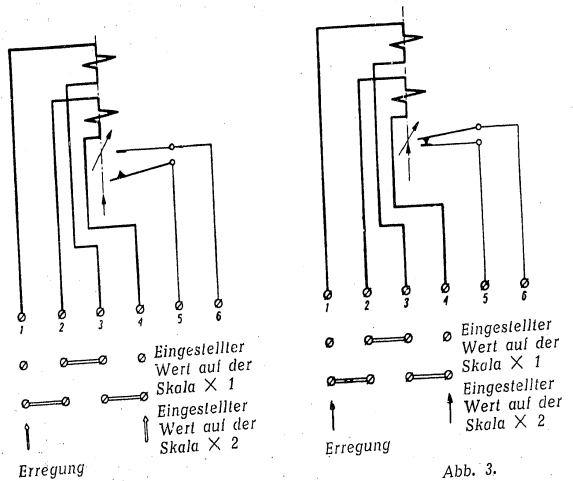 1 2 3 4 5 6
Eingestellter
Wert auf der
Skala X 1
Eingestellter
Wert auf der
Skala X 2
Erregung
1 2 3 4 5 6
Eingestellter
Wert auf der
Skala X 1
Eingestellter
Wert auf der
Skala X 2
Erregung
Abb. 3.